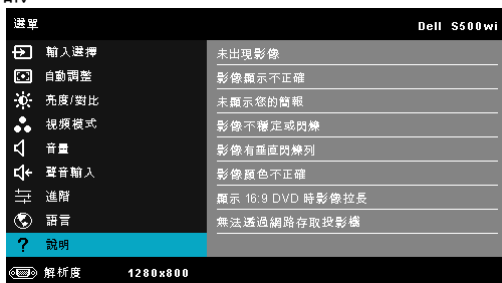 選單
Dell S500wi
輸入選擇
自動調整
亮度/對比
視頻模式
音量
聲音輸入
進階
語言
? 說明
未出現影像
影像顯示不正確
未顯示您的簡報
影像不穩定或閃爍
影像有垂直閃爍列
影像顏色不正確
顯示 16:9 DVD 時影像拉長
無法透過網路存取投影機
解析度 1280x800